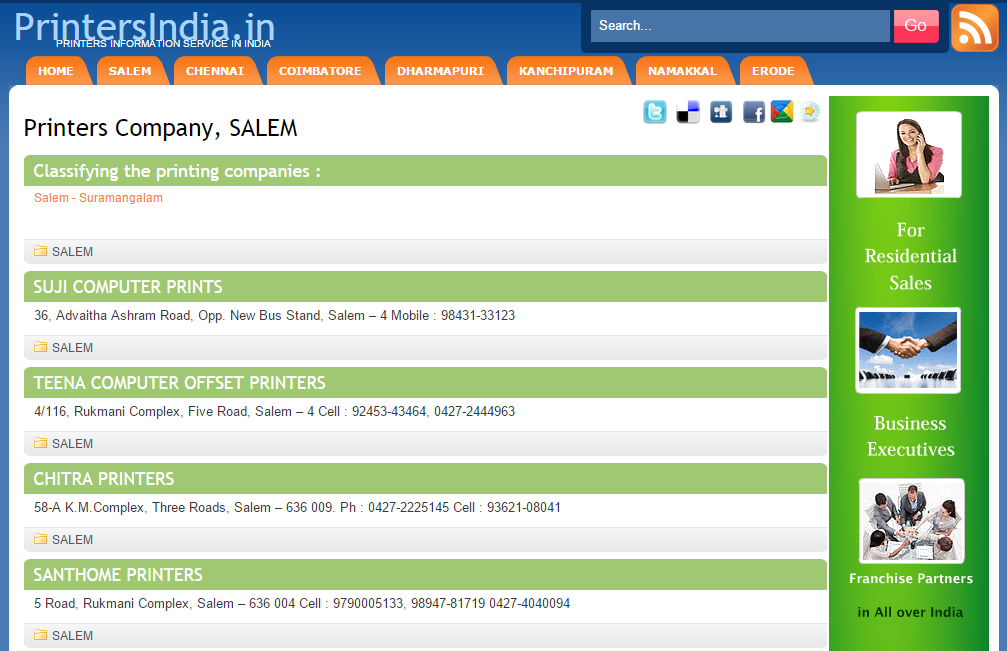 PrintersIndia.in
PRINTERS INFORMATION SERVICE IN INDIA
Search...
Go
HOME
SALEM
CHENNAI
COIMBATORE
DHARMAPURI
KANCHIPURAM
NAMAKKAL
ERODE
Printers Company, SALEM
Classifying the printing companies :
Salem - Suramangalam
SALEM
SUJI COMPUTER PRINTS
36, Advaitha Ashram Road, Opp. New Bus Stand, Salem – 4 Mobile : 98431-33123
SALEM
TEENA COMPUTER OFFSET PRINTERS
4/116, Rukmani Complex, Five Road, Salem – 4 Cell : 92453-43464, 0427-2444963
SALEM
CHITRA PRINTERS
58-A K.M.Complex, Three Roads, Salem – 636 009. Ph : 0427-2225145 Cell : 93621-08041
SALEM
SANTHOME PRINTERS
5 Road, Rukmani Complex, Salem – 636 004 Cell : 9790005133, 98947-81719 0427-4040094
SALEM
For
Residential
Sales
Business
Executives
Franchise Partners
in All over India